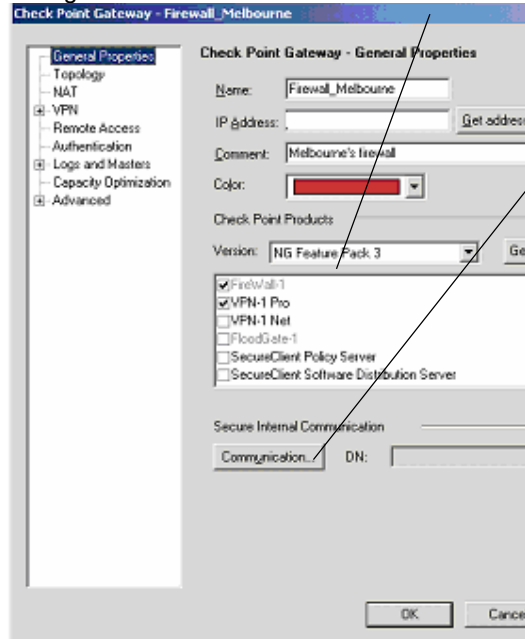 Check Point Gateway - Firewall_Melbourne
General Properties
Topology
NAT
VPN
Remote Access
Authentication
Logs and Masters
Capacity Optimization
Advanced
Check Point Gateway - General Properties
Name: Firewall_Melbourne
IP Address: Get address
Comment: Melbourne's firewall
Color:
Check Point Products
Version: NG Feature Pack 3 Ge
FireWall-1
VPN-1 Pro
VPN-1 Net
FloodGate-1
SecureClient Policy Server
SecureClient Software Distribution Server
Secure Internal Communication
Communication... DN:
OK Cance